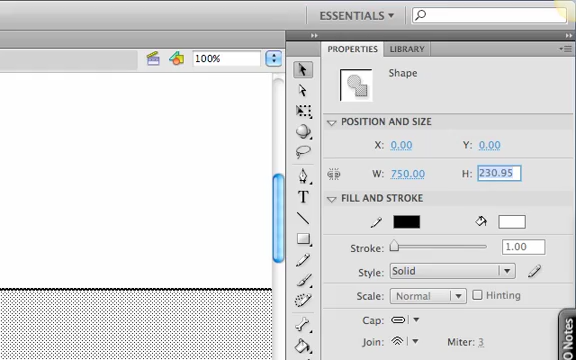 ESSENTIALS
100%
PROPERTIES LIBRARY
Shape
POSITION AND SIZE
X: 0.00 Y: 0.00
W: 750.00 H: 230.95
FILL AND STROKE
Stroke: 1.00
Style: Solid
Scale: Normal Hinting
Cap:
Join: Miter: 3
Notes
T